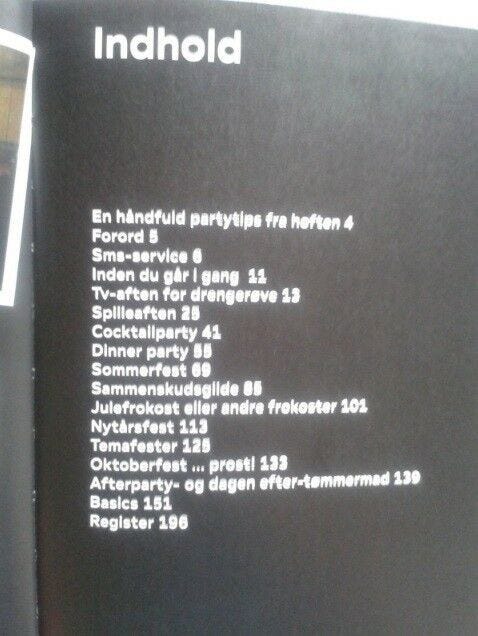 Indhold
En håndfuld partytips fra hoften 4
Forord 5
Sms-service 6
Inden du går i gang 11
Tv-aften for drengerøve 13
Spilleaften 25
Cocktailparty 41
Dinner party 55
Sommerfest 69
Sammenskudsgilde 85
Julefrokost eller andre frokoster 101
Nytårsfest 113
Temafester 125
Oktoberfest ... prost! 133
Afterparty- og dagen efter-tømmermad 139
Basics 151
Register 196